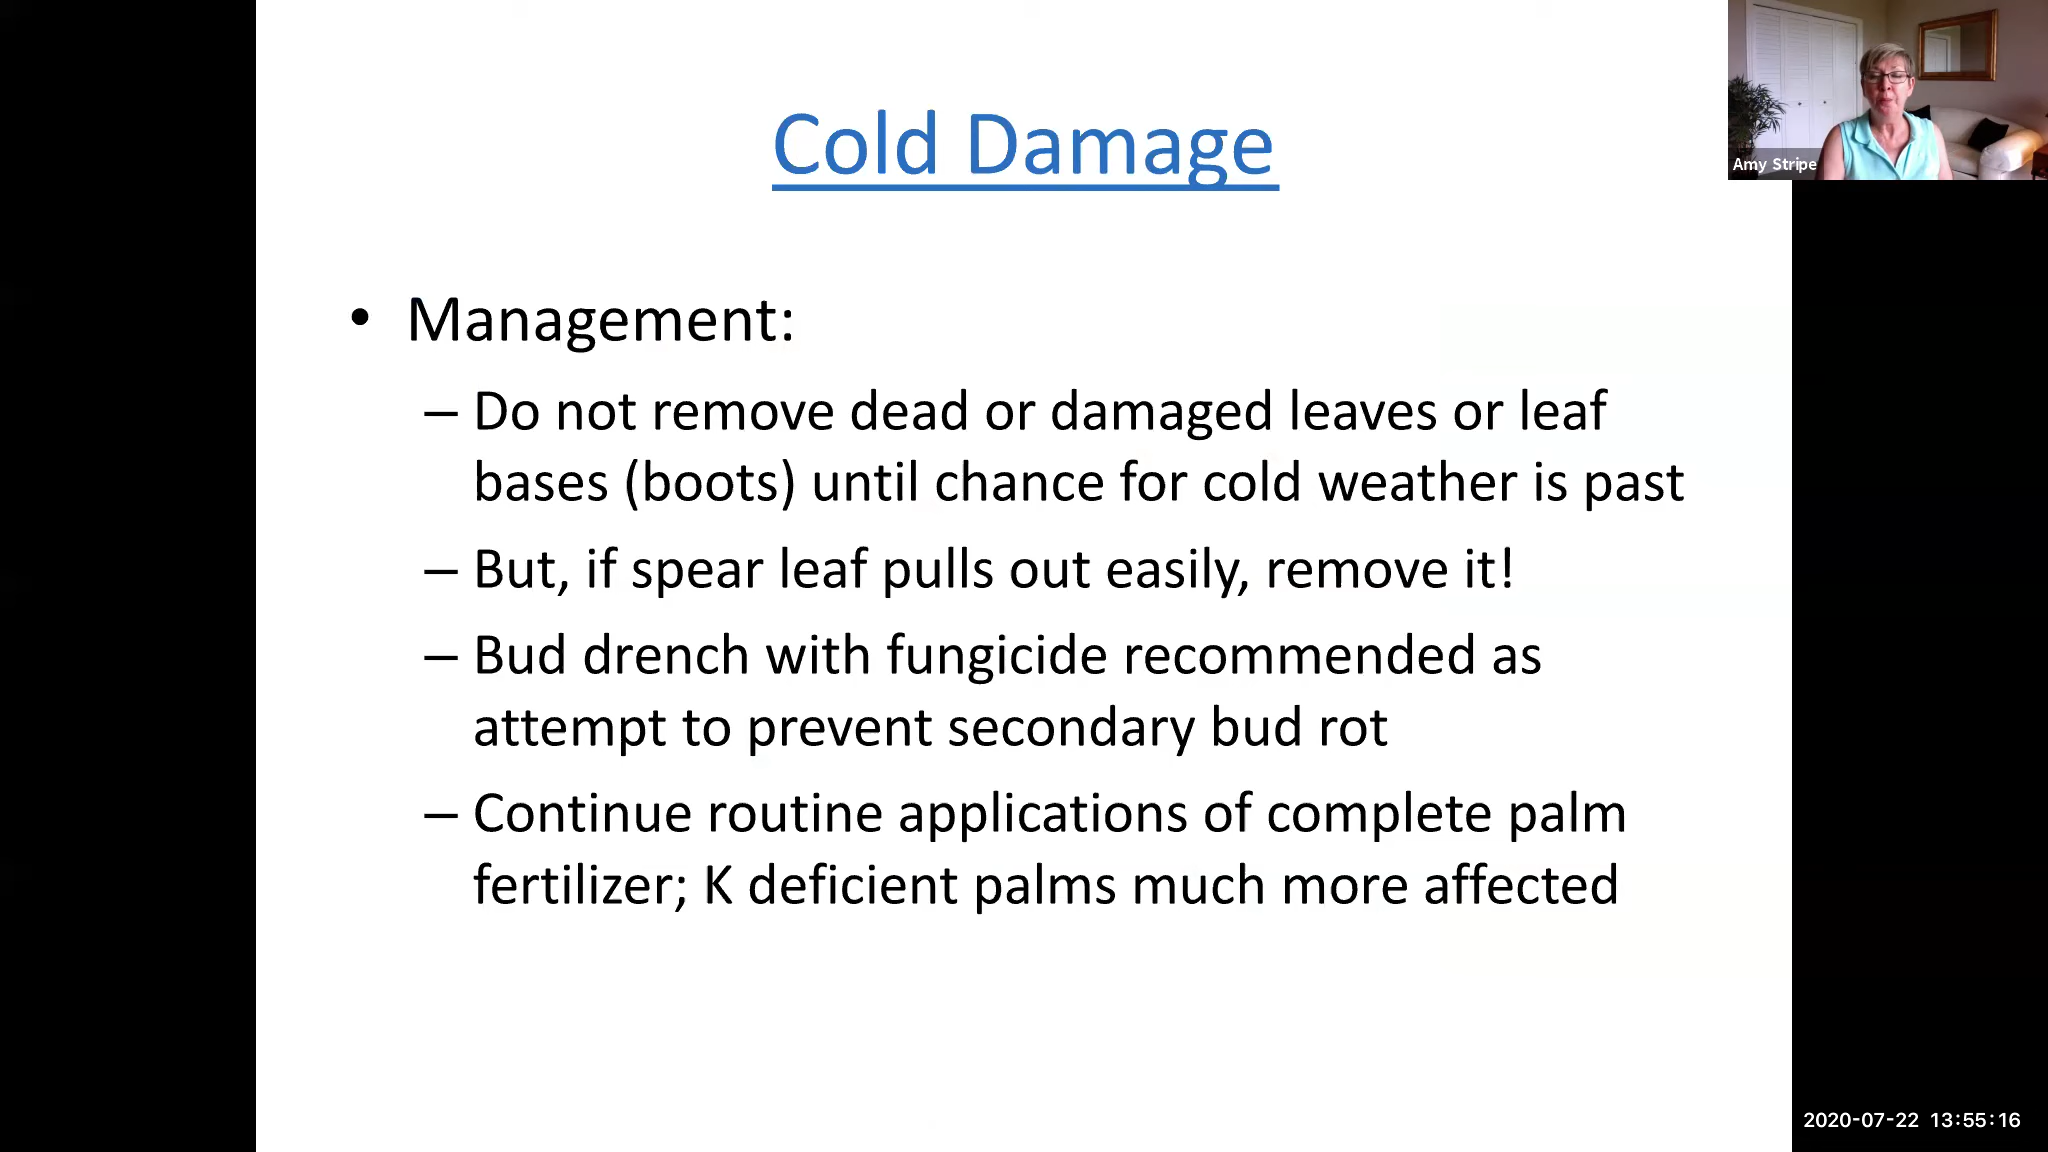 Cold Damage
Amy Stripe
• Management:
– Do not remove dead or damaged leaves or leaf
bases (boots) until chance for cold weather is past
– But, if spear leaf pulls out easily, remove it!
– Bud drench with fungicide recommended as
attempt to prevent secondary bud rot
– Continue routine applications of complete palm
fertilizer; K deficient palms much more affected
2020-07-22 13:55:16